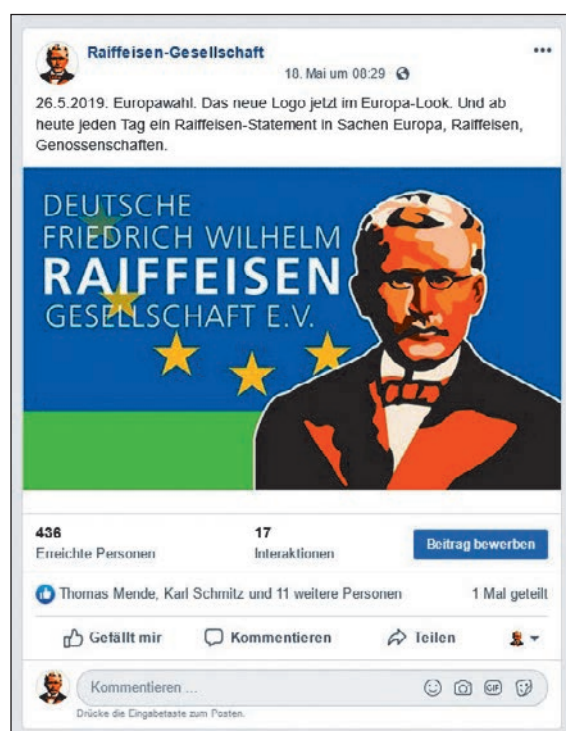 Raiffeisen-Gesellschaft
18. Mai um 08:29
26.5.2019. Europawahl. Das neue Logo jetzt im Europa-Look. Und ab
heute jeden Tag ein Raiffeisen-Statement in Sachen Europa, Raiffeisen,
Genossenschaften.
DEUTSCHE
FRIEDRICH WILHELM
RAIFFEISEN
GESELLSCHAFT E.V.
436 17
Erreichte Personen Interaktionen Beitrag bewerben
Thomas Mende, Karl Schmitz und 11 weitere Personen 1 Mal geteilt
Gefällt mir Kommentieren Teilen
Kommentieren ... GIF
Drücke die Eingabetaste zum Posten.